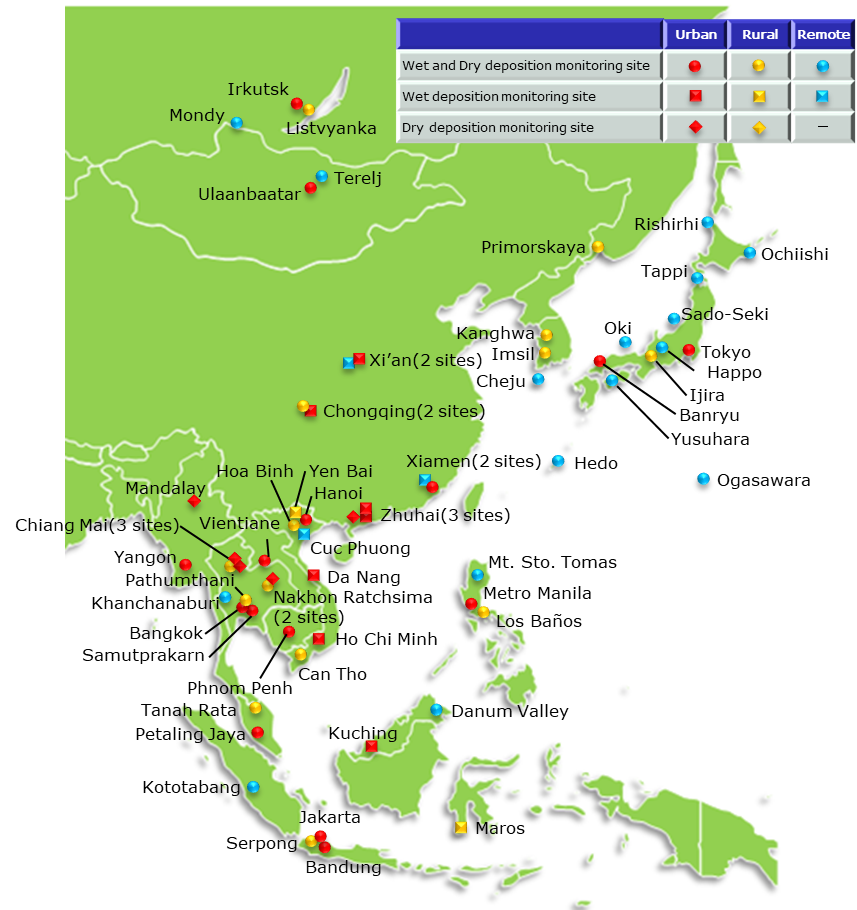 Urban Rural Remote
Wet and Dry deposition monitoring site
Wet deposition monitoring site
Dry deposition monitoring site —
Irkutsk
Mondy
Listvyanka
Terelj
Ulaanbaatar
Rishirhi
Primorskaya
Ochiishi
Tappi
Sado-Seki
Oki
Kanghwa
Imsil
Tokyo
Xi’an(2 sites)
Happo
Cheju
Ijira
Chongqing(2 sites)
Banryu
Yusuhara
Xiamen(2 sites)
Hedo
Hoa Binh
Yen Bai
Ogasawara
Mandalay
Hanoi
Chiang Mai(3 sites)
Vientiane
Zhuhai(3 sites)
Cuc Phuong
Yangon
Mt. Sto. Tomas
Pathumthani
Da Nang
Metro Manila
Khanchanaburi
Nakhon Ratchsima
(2 sites)
Los Baños
Bangkok
Ho Chi Minh
Samutprakarn
Can Tho
Phnom Penh
Tanah Rata
Danum Valley
Petaling Jaya
Kuching
Kototabang
Jakarta
Maros
Serpong
Bandung